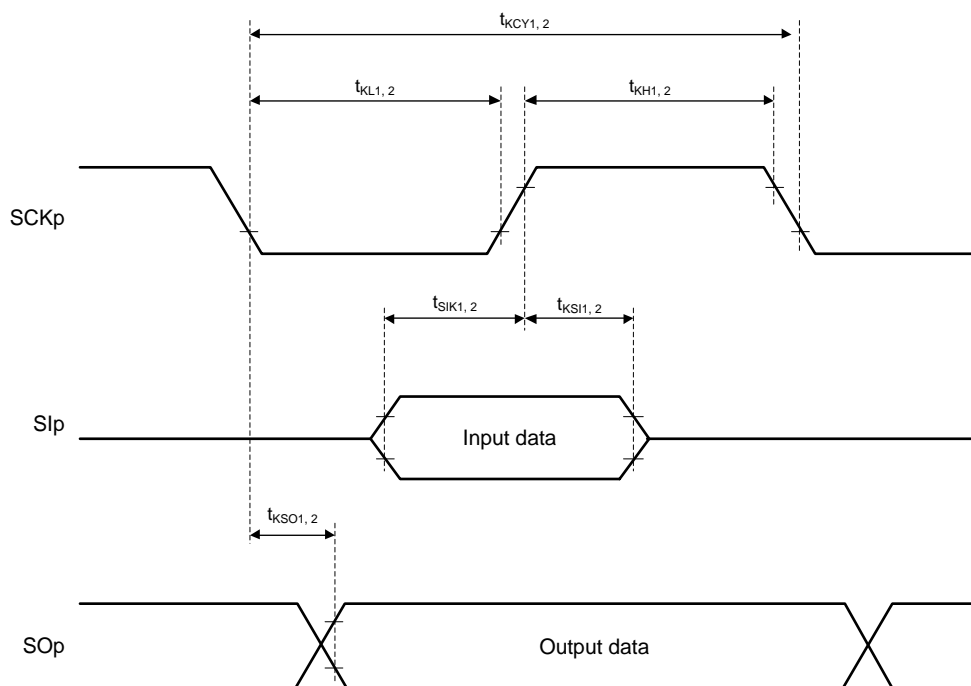 tKCY1, 2
tKL1, 2
tKH1, 2
SCKp
tSIK1, 2
tKSI1, 2
SIp
Input data
tKSO1, 2
SOp
Output data